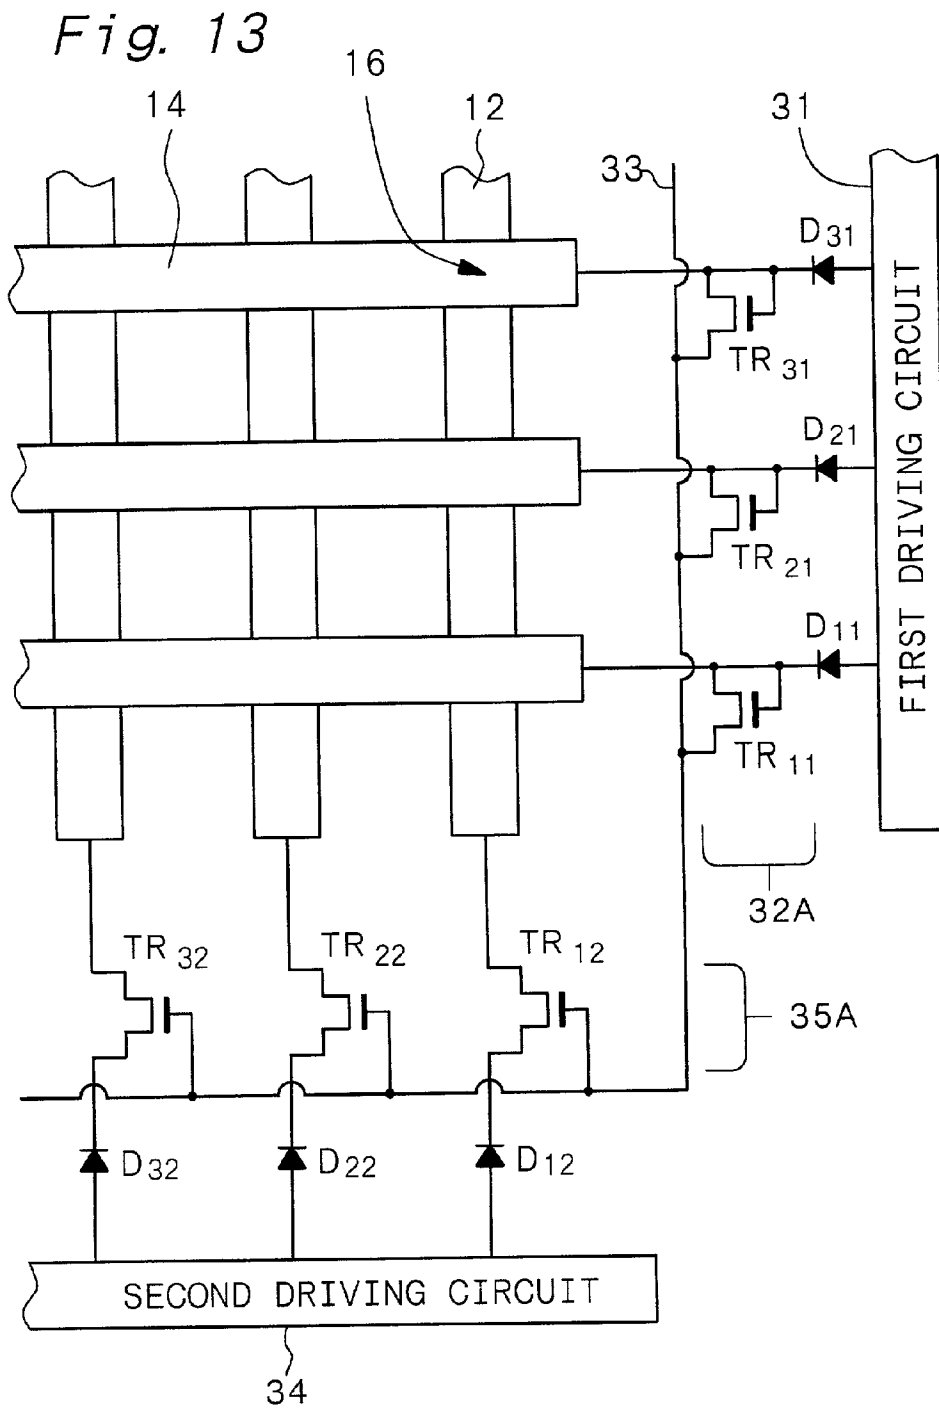 Fig. 13
16
14
12
31
33
D31
TR31
D21
TR21
D11
TR11
FIRST DRIVING CIRCUIT
32A
TR32
TR22
TR12
35A
D32
D22
D12
SECOND DRIVING CIRCUIT
34